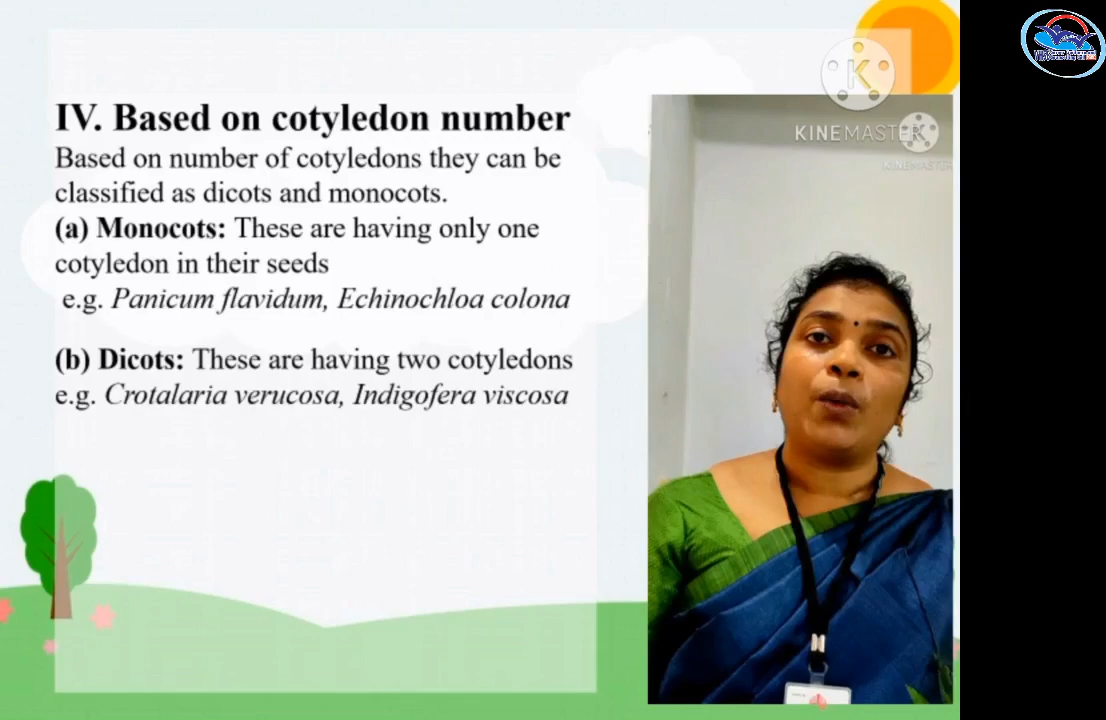 IV. Based on cotyledon number
Based on number of cotyledons they can be
classified as dicots and monocots.
(a) Monocots: These are having only one
cotyledon in their seeds
e.g. Panicum flavidum, Echinochloa colona
(b) Dicots: These are having two cotyledons
e.g. Crotalaria verucosa, Indigofera viscosa
K
KINEMASTER
KINEMASTER